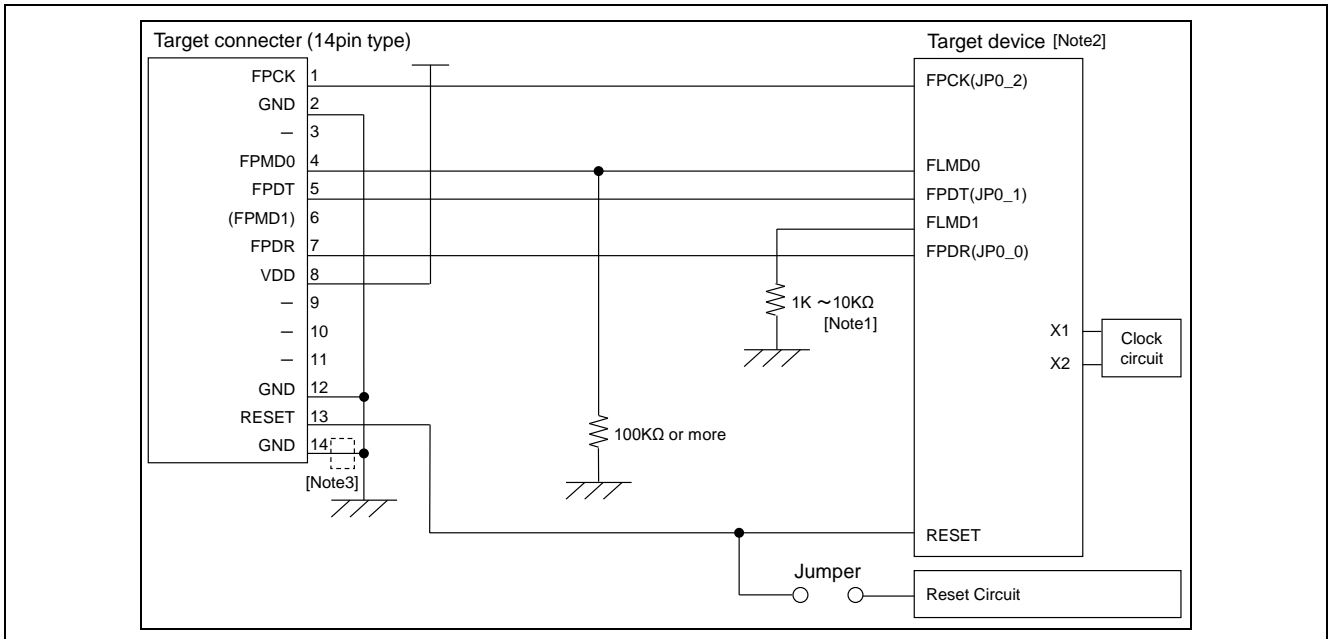 Target connecter (14pin type)
Target device [Note2]
FPCK 1
GND 2
– 3
FPMD0 4
FPDT 5
(FPMD1) 6
FPDR 7
VDD 8
– 9
– 10
– 11
GND 12
RESET 13
GND 14
[Note3]
100KΩ or more
1K ~10KΩ
[Note1]
FPCK(JP0_2)
FLMD0
FPDT(JP0_1)
FLMD1
FPDR(JP0_0)
X1
X2
Clock
circuit
RESET
Jumper
Reset Circuit